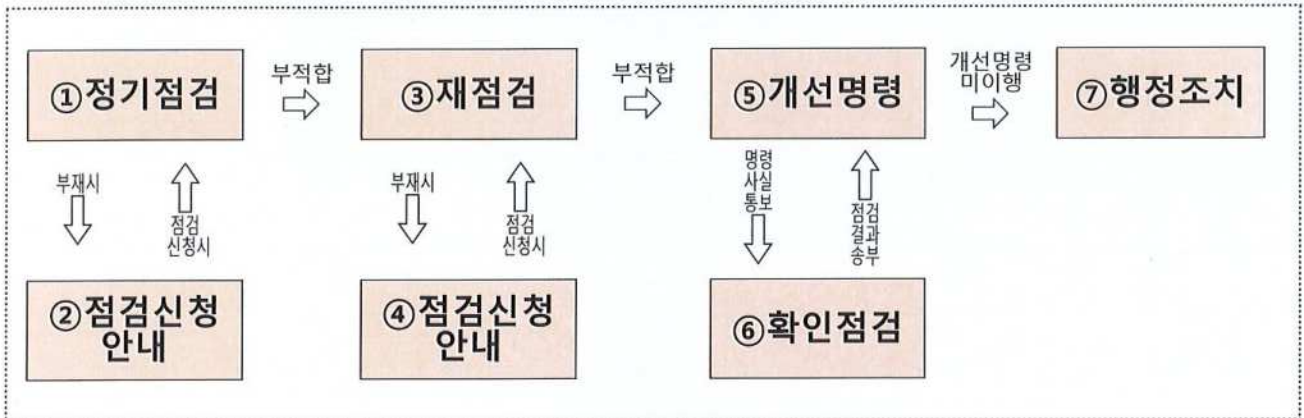 ①정기점검
부적합
③재점검
부적합
⑤개선명령
개선명령
미이행
⑦행정조치
부재시
점검
신청시
부재시
점검
신청시
명령
사실
통보
점검
결과
송부
②점검신청
안내
④점검신청
안내
⑥확인점검